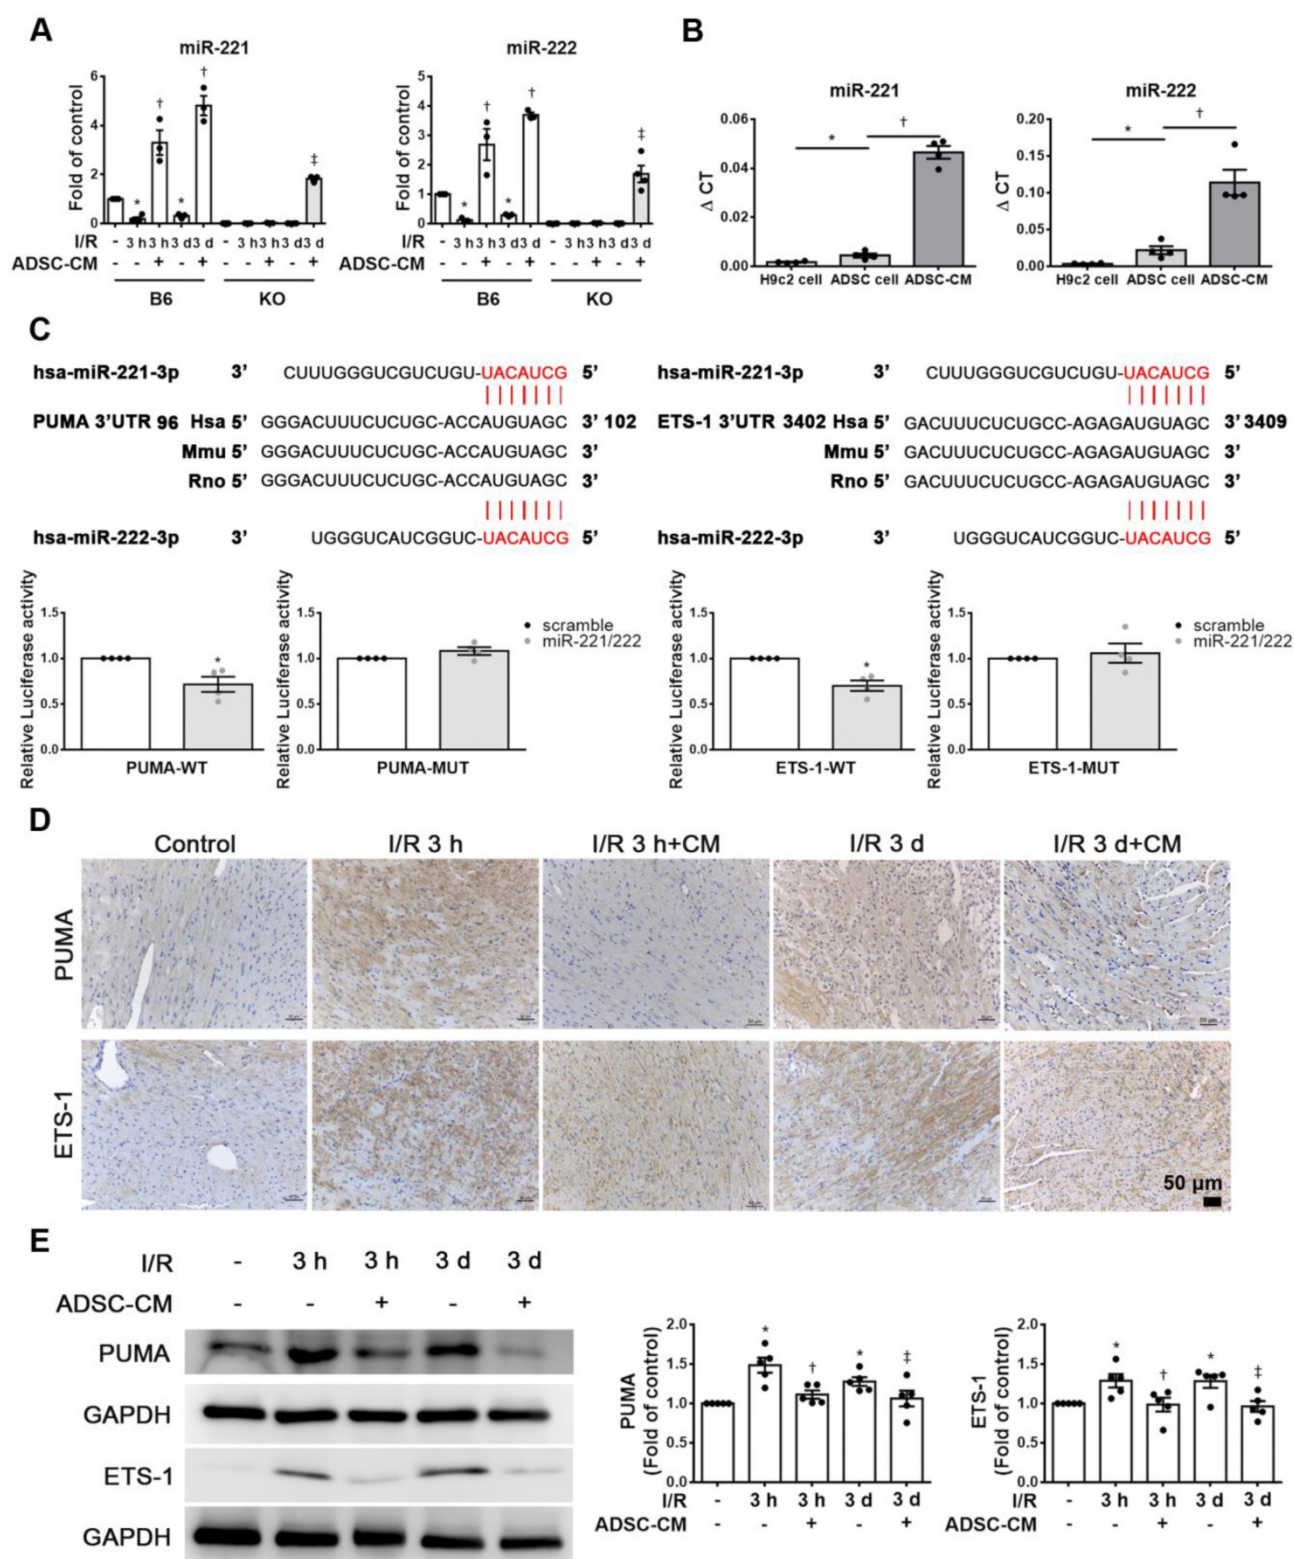 A
B
miR-221
miR-222
miR-221
miR-222
Fold of control
6
4
2
0
Fold of control
5
4
3
2
1
0
Δ CT
0.06
0.04
0.02
0.00
Δ CT
0.20
0.15
0.10
0.05
0.00
* † * † ‡
* † * † ‡
* †
* †
I/R - 3 h 3 h 3 d 3 d - 3 h 3 h 3 d 3 d
ADSC-CM - - + - + - - + - +
B6 KO
I/R - 3 h 3 h 3 d 3 d - 3 h 3 h 3 d 3 d
ADSC-CM - - + - + - - + - +
B6 KO
H9c2 cell ADSC cell ADSC-CM
H9c2 cell ADSC cell ADSC-CM
C
hsa-miR-221-3p 3’ CUUUGGGUCGUCUGU-UACAUCG 5’
PUMA 3’UTR 96 Hsa 5’ GGGACUUUCUCUGC-ACCAUGUAGC 3’ 102
Mmu 5’ GGGACUUUCUCUGC-ACCAUGUAGC 3’
Rno 5’ GGGACUUUCUCUGC-ACCAUGUAGC 3’
hsa-miR-222-3p 3’ UGGGUCAUCGGUC-UACAUCG 5’
hsa-miR-221-3p 3’ CUUUGGGUCGUCUGU-UACAUCG 5’
ETS-1 3’UTR 3402 Hsa 5’ GACUUUCUCUGCC-AGAGAUGUAGC 3’ 3409
Mmu 5’ GACUUUCUCUGCC-AGAGAUGUAGC 3’
Rno 5’ GACUUUCUCUGCC-AGAGAUGUAGC 3’
hsa-miR-222-3p 3’ UGGGUCAUCGGUC-UACAUCG 5’
Relative Luciferase activity
1.5
1.0
0.5
0.0
*
PUMA-WT
Relative Luciferase activity
1.5
1.0
0.5
0.0
PUMA-MUT
scramble
miR-221/222
Relative Luciferase activity
1.5
1.0
0.5
0.0
*
ETS-1-WT
Relative Luciferase activity
1.5
1.0
0.5
0.0
ETS-1-MUT
scramble
miR-221/222
D
Control I/R 3 h I/R 3 h+CM I/R 3 d I/R 3 d+CM
PUMA
ETS-1
50 µm
E
I/R - 3 h 3 h 3 d 3 d
ADSC-CM - - + - +
PUMA
GAPDH
ETS-1
GAPDH
PUMA
(Fold of control)
2.0
1.5
1.0
0.5
0.0
* † * ‡
I/R - 3 h 3 h 3 d 3 d
ADSC-CM - - + - +
ETS-1
(Fold of control)
2.0
1.5
1.0
0.5
0.0
* † * ‡
I/R - 3 h 3 h 3 d 3 d
ADSC-CM - - + - +